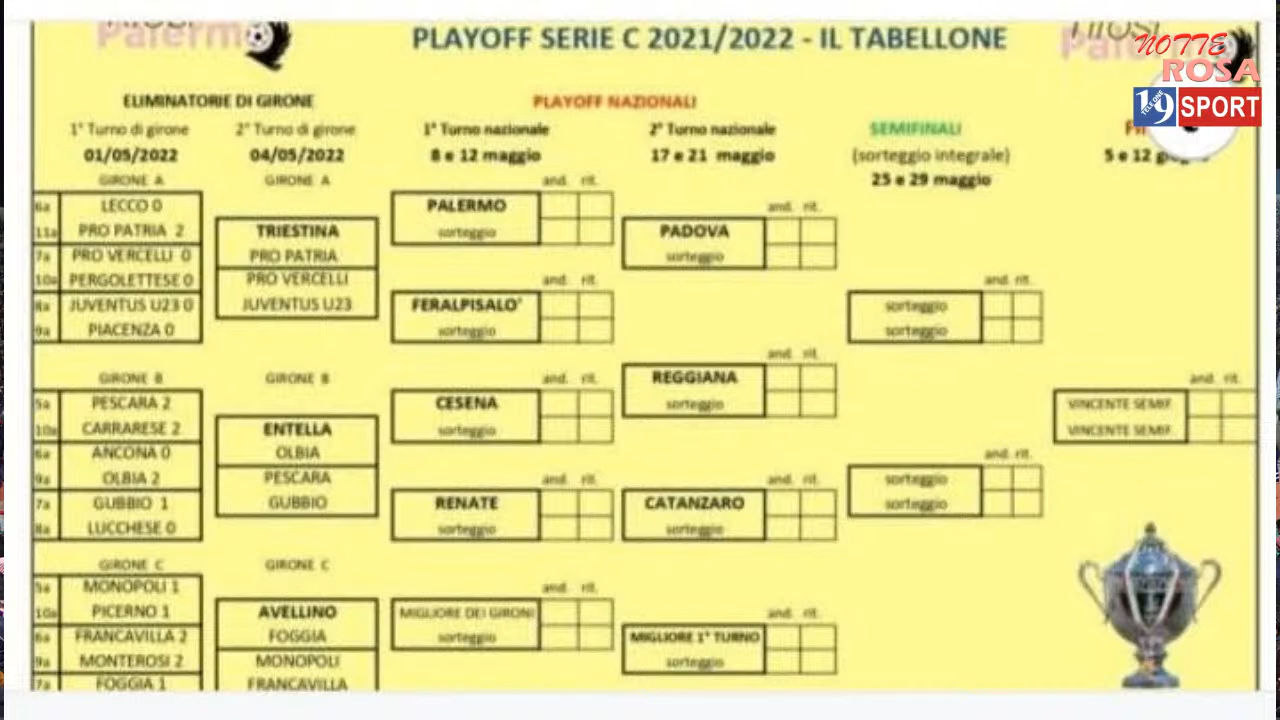 TIFOSI
Palermo
PLAYOFF SERIE C 2021/2022 - IL TABELLONE
TIFOSI
NOTTE
ROSA
TELE ONE
19 SPORT
ELIMINATORIE DI GIRONE
PLAYOFF NAZIONALI
1° Turno di girone
2° Turno di girone
1° Turno nazionale
2° Turno nazionale
SEMIFINALI
01/05/2022
04/05/2022
8 e 12 maggio
17 e 21 maggio
(sorteggio integrale)
5 e 12
25 e 29 maggio
GIRONE A
GIRONE A
and. rit.
6a LECCO 0
11a PRO PATRIA 2
7a PRO VERCELLI 0
10a PERGOLETTESE 0
8a JUVENTUS U23 0
9a PIACENZA 0
TRIESTINA
PRO PATRIA
PRO VERCELLI
JUVENTUS U23
PALERMO
sorteggio
and. rit.
FERALPISALO'
sorteggio
and. rit.
PADOVA
sorteggio
and. rit.
sorteggio
sorteggio
GIRONE B
GIRONE B
5a PESCARA 2
10a CARRARESE 2
6a ANCONA 0
9a OLBIA 2
7a GUBBIO 1
8a LUCCHESE 0
ENTELLA
OLBIA
PESCARA
GUBBIO
and. rit.
CESENA
sorteggio
and. rit.
RENATE
sorteggio
and. rit.
REGGIANA
sorteggio
and. rit.
CATANZARO
sorteggio
and. rit.
sorteggio
sorteggio
and. rit.
VINCENTE SEMIF.
VINCENTE SEMIF.
GIRONE C
GIRONE C
5a MONOPOLI 1
10a PICERNO 1
6a FRANCAVILLA 2
9a MONTEROSI 2
7a FOGGIA 1
AVELLINO
FOGGIA
MONOPOLI
FRANCAVILLA
and. rit.
MIGLIORE DEI GIRONI
sorteggio
and. rit.
MIGLIORE 1° TURNO
sorteggio